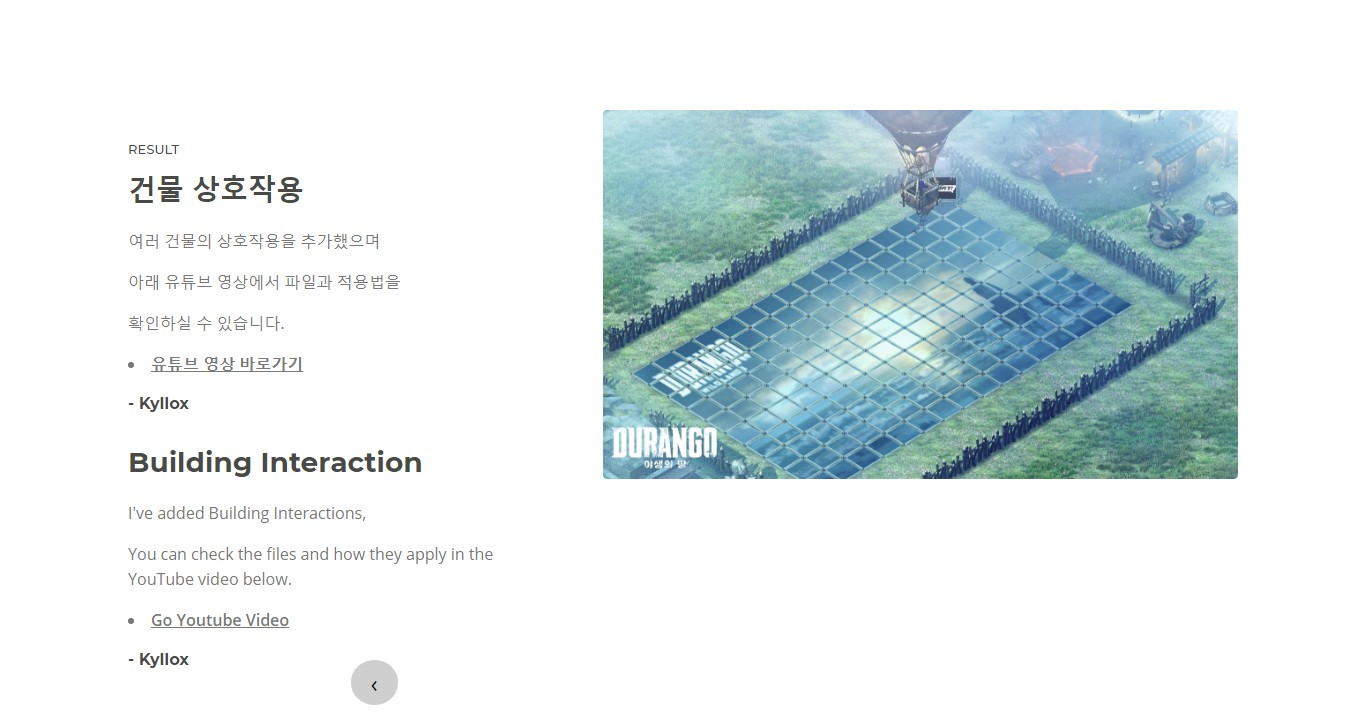 RESULT
건물 상호작용
여러 건물의 상호작용을 추가했으며
아래 유튜브 영상에서 파일과 적용법을
확인하실 수 있습니다.
유튜브 영상 바로가기
- Kyllox
Building Interaction
I've added Building Interactions,
You can check the files and how they apply in the
YouTube video below.
Go Youtube Video
- Kyllox
DURANGO
야생의 땅